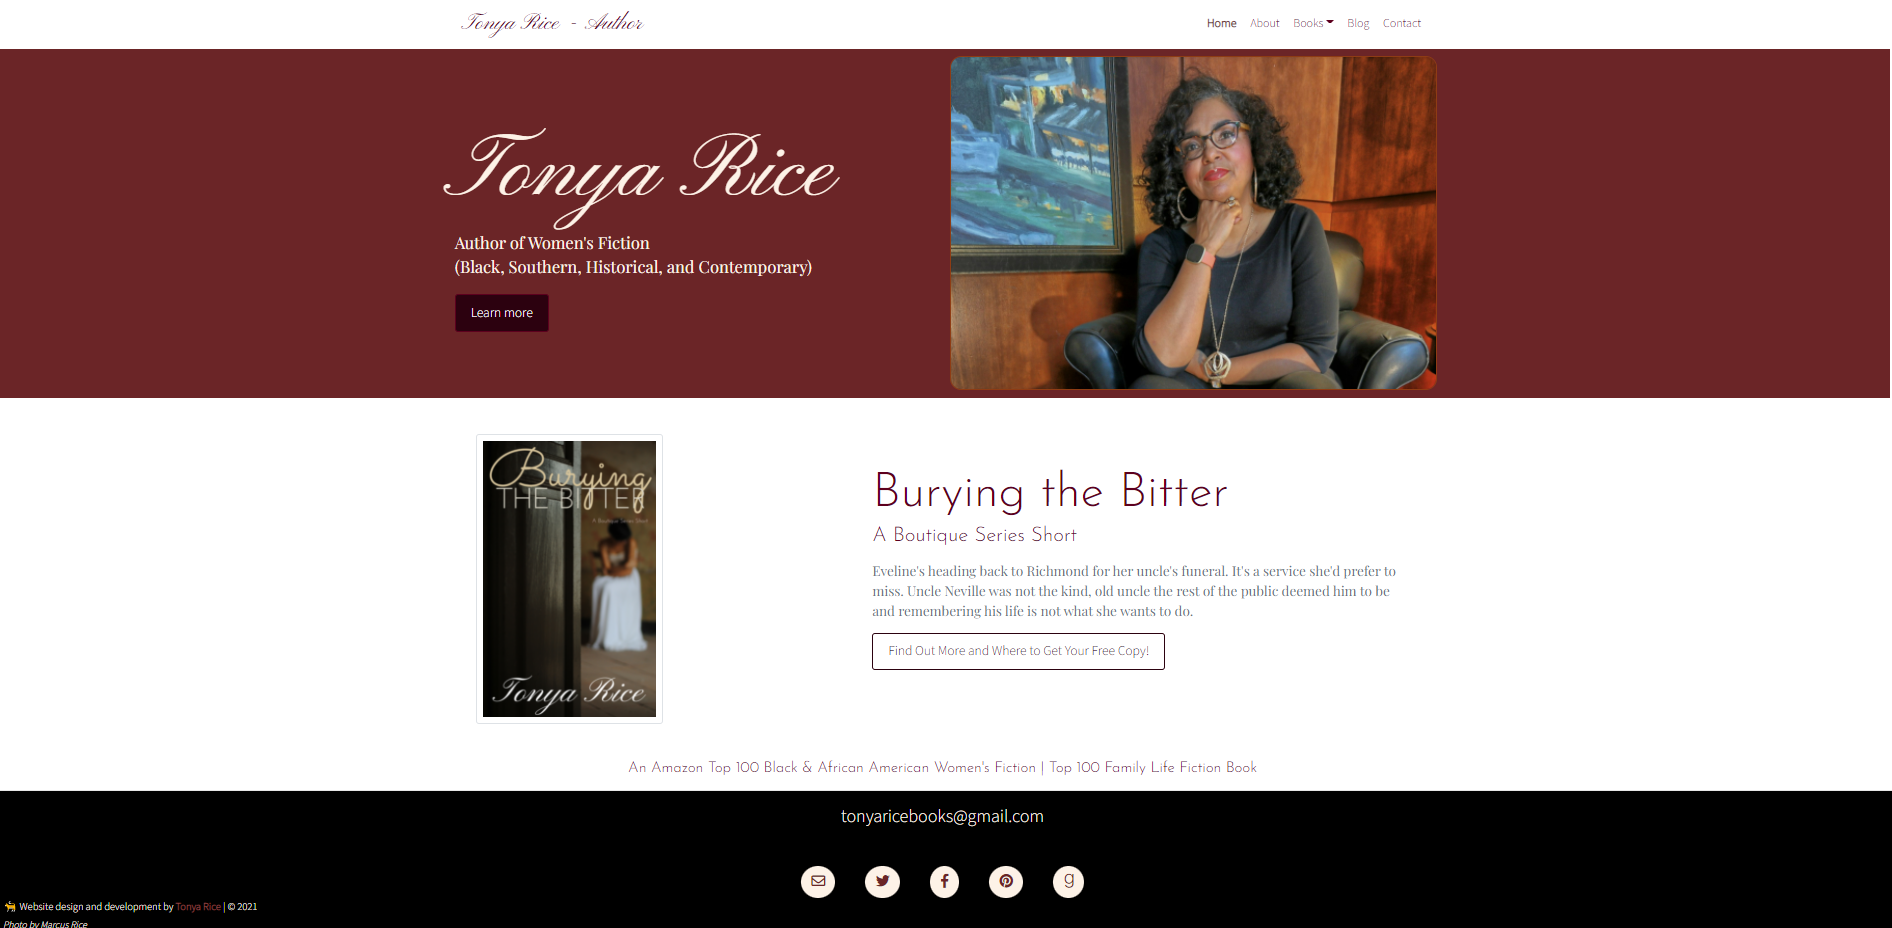 Tonya Rice - Author
Home About Books Blog Contact
Tonya Rice
Author of Women's Fiction
(Black, Southern, Historical, and Contemporary)
Learn more
Burying
THE BITTER
A Boutique Series Short
Tonya Rice
Burying the Bitter
A Boutique Series Short
Eveline's heading back to Richmond for her uncle's funeral. It's a service she'd prefer to
miss. Uncle Neville was not the kind, old uncle the rest of the public deemed him to be
and remembering his life is not what she wants to do.
Find Out More and Where to Get Your Free Copy!
An Amazon Top 100 Black & African American Women's Fiction | Top 100 Family Life Fiction Book
tonyaricebooks@gmail.com
Website design and development by Tonya Rice | © 2021
Photo by Marcus Rice